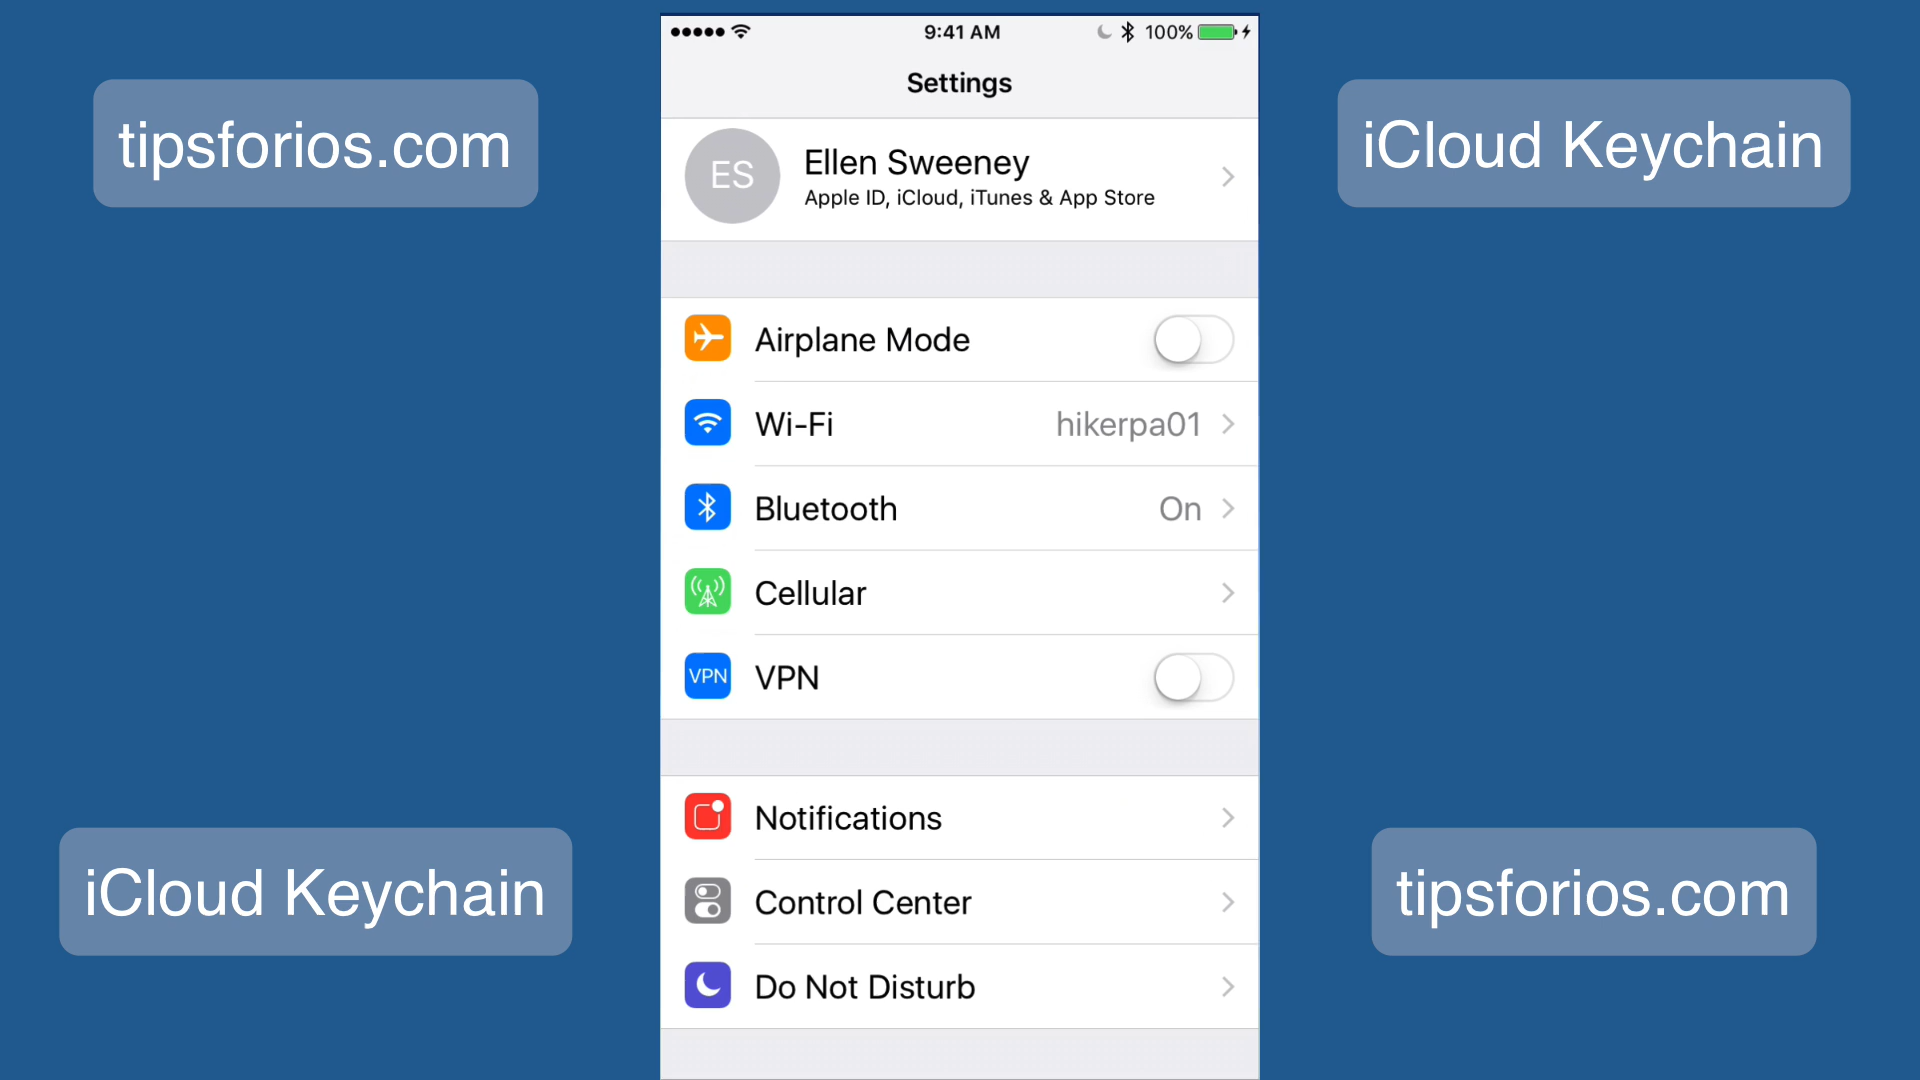 9:41 AM
100%
Settings
tipsforios.com
iCloud Keychain
ES
Ellen Sweeney
Apple ID, iCloud, iTunes & App Store
Airplane Mode
Wi-Fi
hikerpa01
Bluetooth
On
Cellular
VPN
VPN
Notifications
Control Center
Do Not Disturb
iCloud Keychain
tipsforios.com